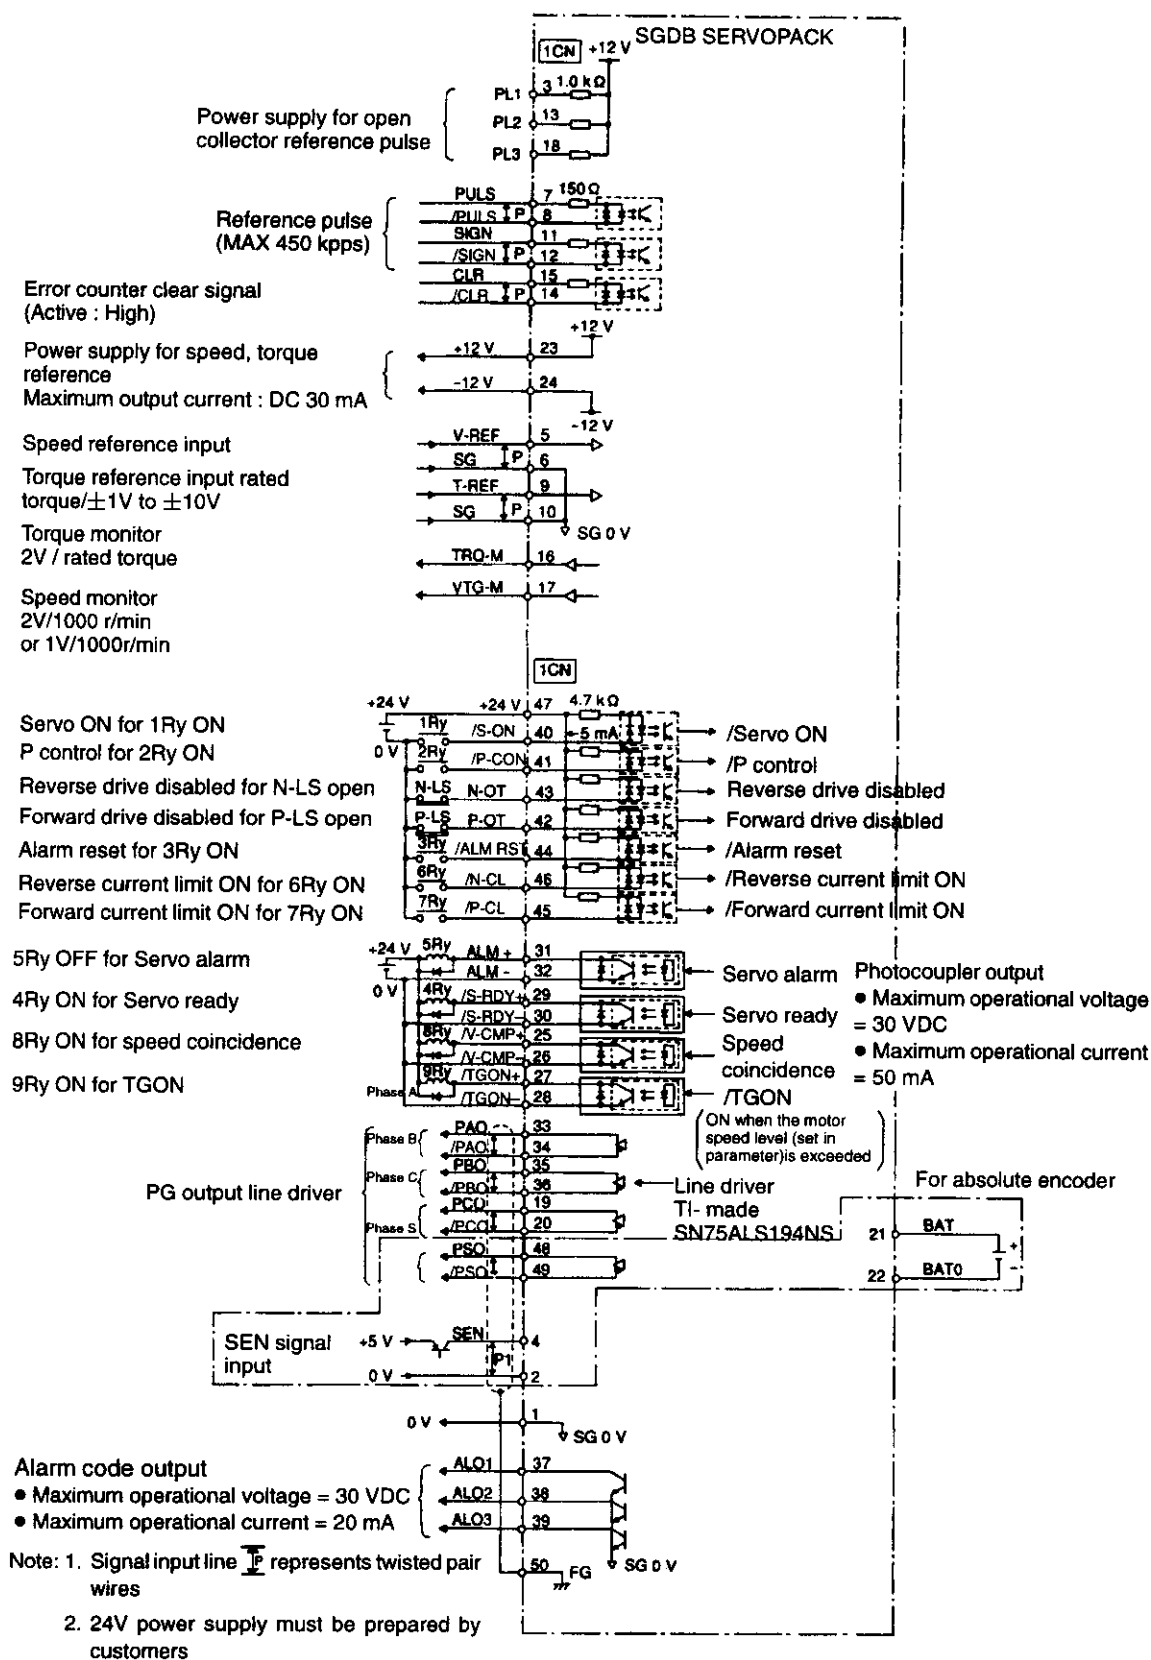 SGDB SERVOPACK
1CN +12 V
PL1 3 1.0 kΩ
Power supply for open
collector reference pulse
PL2 13
PL3 18
PULS 7 150Ω
Reference pulse
(MAX 450 kpps)
/PULS P 8
SIGN 11
/SIGN P 12
CLR 15
Error counter clear signal
(Active : High)
/CLR P 14
+12 V
Power supply for speed, torque
reference
Maximum output current : DC 30 mA
+12 V 23
-12 V 24
-12 V
Speed reference input
V-REF 5
SG P 6
Torque reference input rated
torque/±1V to ±10V
T-REF 9
SG P 10
SG 0 V
Torque monitor
2V / rated torque
TRQ-M 16
Speed monitor
2V/1000 r/min
or 1V/1000r/min
VTG-M 17
1CN
+24 V +24 V 47 4.7 kΩ
Servo ON for 1Ry ON
1Ry /S-ON 40 5 mA /Servo ON
0 V
P control for 2Ry ON
2Ry /P-CON 41 /P control
Reverse drive disabled for N-LS open
N-LS N-OT 43 Reverse drive disabled
Forward drive disabled for P-LS open
P-LS P-OT 42 Forward drive disabled
Alarm reset for 3Ry ON
3Ry /ALM RST 44 /Alarm reset
Reverse current limit ON for 6Ry ON
6Ry /N-CL 46 /Reverse current limit ON
Forward current limit ON for 7Ry ON
7Ry /P-CL 45 /Forward current limit ON
+24 V 5Ry ALM + 31
5Ry OFF for Servo alarm
ALM - 32 Servo alarm
0 V
4Ry ON for Servo ready
4Ry /S-RDY+ 29
/S-RDY- 30 Servo ready
8Ry ON for speed coincidence
8Ry /V-CMP+ 25
/V-CMP- 26 Speed
coincidence
9Ry ON for TGON
9Ry /TGON+ 27
Phase A /TGON- 28 /TGON
Photocoupler output
● Maximum operational voltage
= 30 VDC
● Maximum operational current
= 50 mA
ON when the motor
speed level (set in
parameter)is exceeded
PG output line driver
Phase B PAO 33
/PAO 34
Phase C PBO 35
/PBO 36
Phase S PCO 19
/PCO 20
PSO 48
/PSO 49
Line driver
TI- made
SN75ALS194NS
For absolute encoder
21 BAT +
22 BAT0 -
SEN signal
input
+5 V SEN 4
P1
0 V 2
0 V 1
SG 0 V
Alarm code output
● Maximum operational voltage = 30 VDC
● Maximum operational current = 20 mA
ALO1 37
ALO2 38
ALO3 39
SG 0 V
50 FG
Note: 1. Signal input line P represents twisted pair
wires
2. 24V power supply must be prepared by
customers